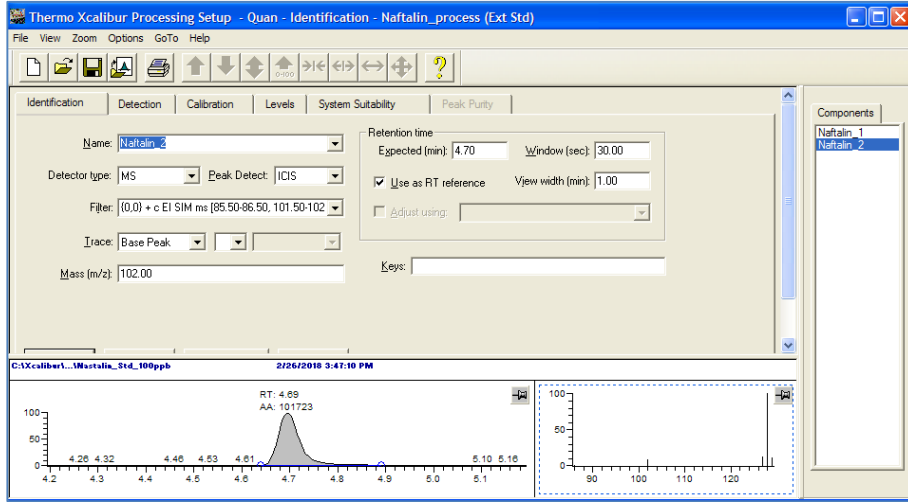 Thermo Xcalibur Processing Setup - Quan - Identification - Naftalin_process (Ext Std)
File View Zoom Options GoTo Help
0-100
Identification Detection Calibration Levels System Suitability Peak Purity
Name: Naftalin_2
Detector type: MS Peak Detect: ICIS
Filter: {0,0} + c EI SIM ms [85.50-86.50, 101.50-102
Trace: Base Peak
Mass (m/z): 102.00
Retention time
Expected (min): 4.70 Window (sec): 30.00
Use as RT reference View width (min): 1.00
Adjust using:
Keys:
Components
Naftalin_1
Naftalin_2
C:\Xcalibur\...\Nastalin_Std_100ppb 2/26/2018 3:47:10 PM
RT: 4.69
AA: 101723
100
50
0
4.26 4.32 4.46 4.53 4.61 5.10 5.16
4.2 4.3 4.4 4.5 4.6 4.7 4.8 4.9 5.0 5.1
100
50
0
90 100 110 120